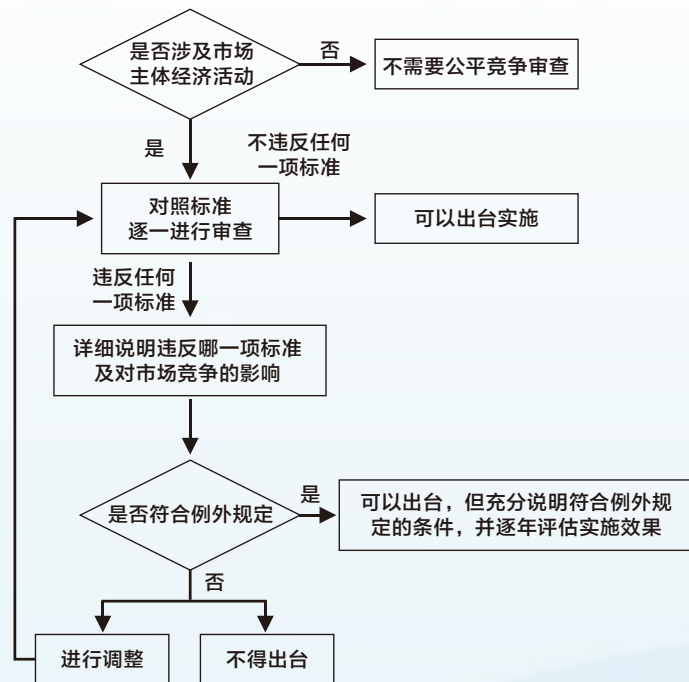 是否涉及市场
主体经济活动
否
不需要公平竞争审查
是
不违反任何
一项标准
对照标准
逐一进行审查
可以出台实施
违反任何
一项标准
详细说明违反哪一项标准
及对市场竞争的影响
是否符合例外规定
是
可以出台，但充分说明符合例外规
定的条件，并逐年评估实施效果
否
进行调整
不得出台